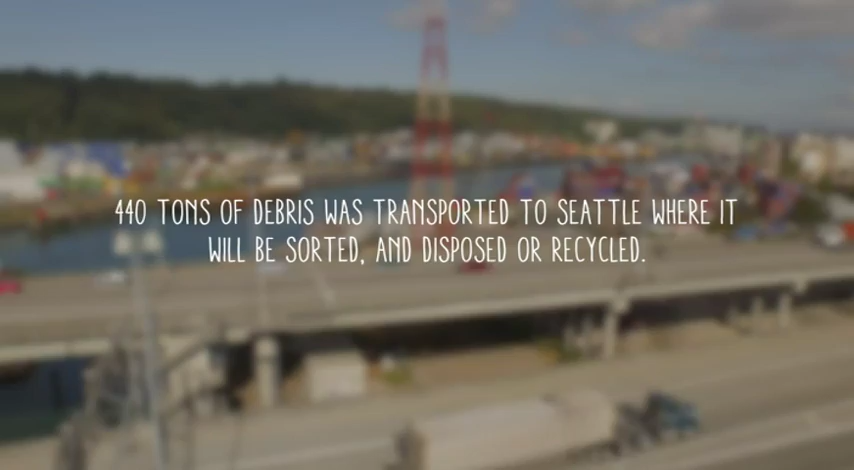 440 TONS OF DEBRIS WAS TRANSPORTED TO SEATTLE WHERE IT
WILL BE SORTED, AND DISPOSED OR RECYCLED.